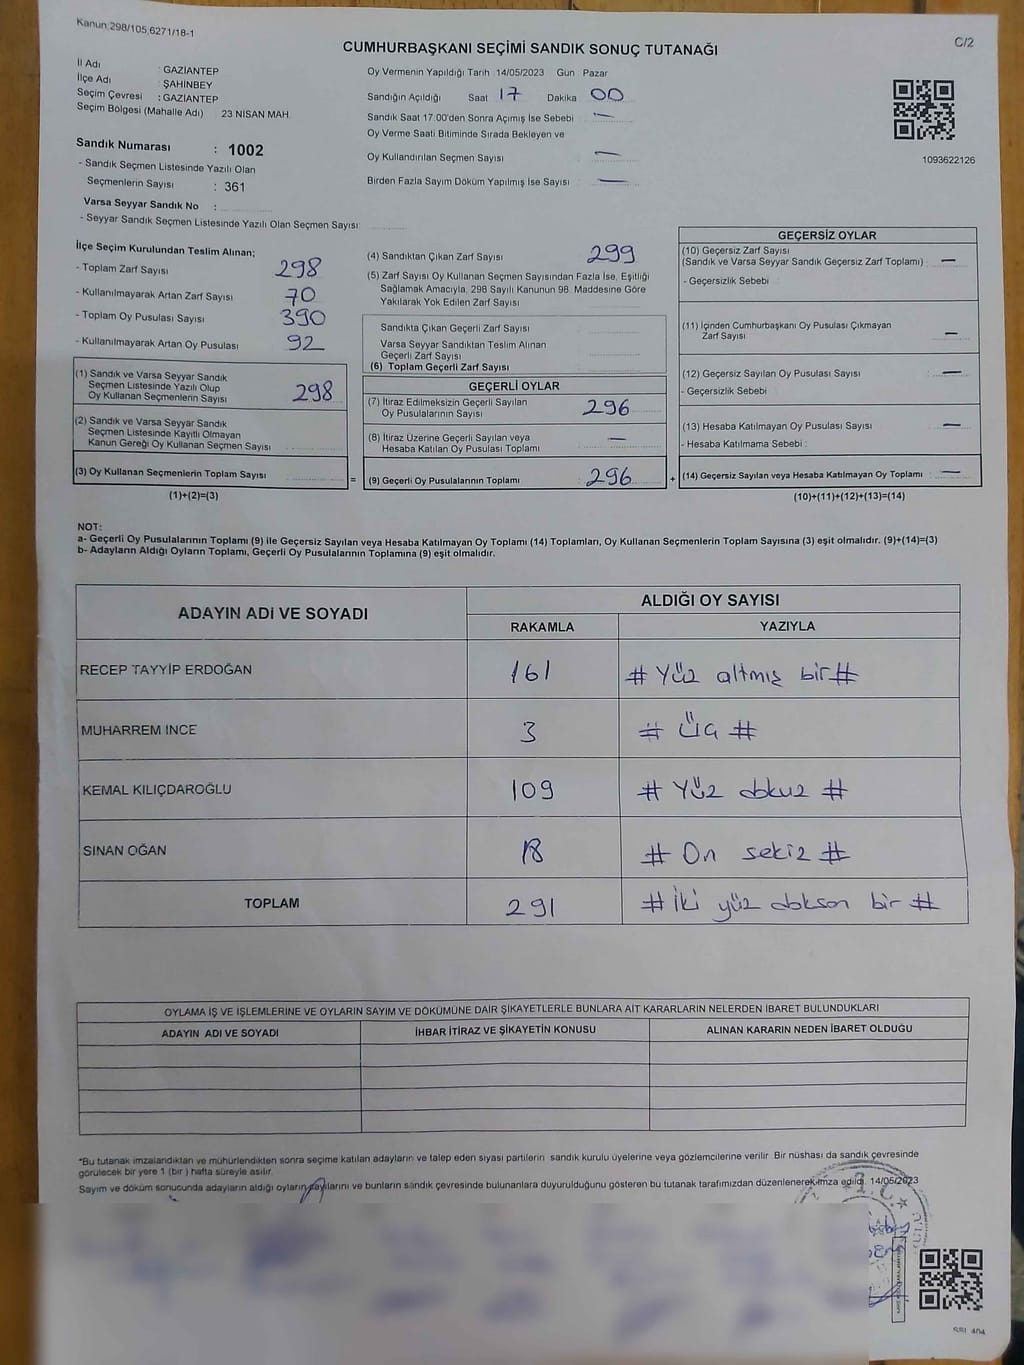 Kanun:298/105,6271/18-1
C/2
CUMHURBAŞKANI SEÇİMİ SANDIK SONUÇ TUTANAĞI
İl Adı : GAZİANTEP
İlçe Adı : ŞAHİNBEY
Seçim Çevresi : GAZİANTEP
Seçim Bölgesi (Mahalle Adı) : 23 NİSAN MAH.
Sandık Numarası : 1002
- Sandık Seçmen Listesinde Yazılı Olan
Seçmenlerin Sayısı : 361
Varsa Seyyar Sandık No :
- Seyyar Sandık Seçmen Listesinde Yazılı Olan Seçmen Sayısı:
Oy Vermenin Yapıldığı Tarih : 14/05/2023 Gün : Pazar
Sandığın Açıldığı Saat 17 Dakika 00
Sandık Saat 17:00'den Sonra Açımış İse Sebebi : —
Oy Verme Saati Bitiminde Sırada Bekleyen ve
Oy Kullandırılan Seçmen Sayısı : —
Birden Fazla Sayım Döküm Yapılmış İse Sayısı : —
1093622126
İlçe Seçim Kurulundan Teslim Alınan;
- Toplam Zarf Sayısı 298
- Kullanılmayarak Artan Zarf Sayısı 70
- Toplam Oy Pusulası Sayısı 390
- Kullanılmayarak Artan Oy Pusulası 92
(1) Sandık ve Varsa Seyyar Sandık
Seçmen Listesinde Yazılı Olup
Oy Kullanan Seçmenlerin Sayısı 298
(2) Sandık ve Varsa Seyyar Sandık
Seçmen Listesinde Kayıtlı Olmayan
Kanun Gereği Oy Kullanan Seçmen Sayısı
(3) Oy Kullanan Seçmenlerin Toplam Sayısı
(1)+(2)=(3)
=
(4) Sandıktan Çıkan Zarf Sayısı : 299
(5) Zarf Sayısı Oy Kullanan Seçmen Sayısından Fazla İse, Eşitliği
Sağlamak Amacıyla, 298 Sayılı Kanunun 98. Maddesine Göre
Yakılarak Yok Edilen Zarf Sayısı
Sandıkta Çıkan Geçerli Zarf Sayısı
Varsa Seyyar Sandıktan Teslim Alınan
Geçerli Zarf Sayısı
(6) Toplam Geçerli Zarf Sayısı
GEÇERLİ OYLAR
(7) İtiraz Edilmeksizin Geçerli Sayılan
Oy Pusulalarının Sayısı : 296
(8) İtiraz Üzerine Geçerli Sayılan veya
Hesaba Katılan Oy Pusulası Toplamı : —
(9) Geçerli Oy Pusulalarının Toplamı : 296
+
GEÇERSİZ OYLAR
(10) Geçersiz Zarf Sayısı
(Sandık ve Varsa Seyyar Sandık Geçersiz Zarf Toplamı) : —
- Geçersizlik Sebebi :
(11) İçinden Cumhurbaşkanı Oy Pusulası Çıkmayan
Zarf Sayısı : —
(12) Geçersiz Sayılan Oy Pusulası Sayısı : —
- Geçersizlik Sebebi
(13) Hesaba Katılmayan Oy Pusulası Sayısı : —
- Hesaba Katılmama Sebebi :
(14) Geçersiz Sayılan veya Hesaba Katılmayan Oy Toplamı : —
(10)+(11)+(12)+(13)=(14)
NOT:
a- Geçerli Oy Pusulalarının Toplamı (9) ile Geçersiz Sayılan veya Hesaba Katılmayan Oy Toplamı (14) Toplamları, Oy Kullanan Seçmenlerin Toplam Sayısına (3) eşit olmalıdır. (9)+(14)=(3)
b- Adayların Aldığı Oyların Toplamı, Geçerli Oy Pusulalarının Toplamına (9) eşit olmalıdır.
ADAYIN ADI VE SOYADI
ALDIĞI OY SAYISI
RAKAMLA YAZIYLA
RECEP TAYYİP ERDOĞAN 161 # Yüz altmış bir #
MUHARREM İNCE 3 # Üç #
KEMAL KILIÇDAROĞLU 109 # Yüz dokuz #
SİNAN OĞAN 18 # On sekiz #
TOPLAM 291 # İki yüz doksan bir #
OYLAMA İŞ VE İŞLEMLERİNE VE OYLARIN SAYIM VE DÖKÜMÜNE DAİR ŞİKAYETLERLE BUNLARA AİT KARARLARIN NELERDEN İBARET BULUNDUKLARI
ADAYIN ADI VE SOYADI İHBAR İTİRAZ VE ŞİKAYETİN KONUSU ALINAN KARARIN NEDEN İBARET OLDUĞU
*Bu tutanak imzalandıktan ve mühürlendikten sonra seçime katılan adayların ve talep eden siyasi partilerin sandık kurulu üyelerine veya gözlemcilerine verilir. Bir nüshası da sandık çevresinde
görülecek bir yere 1 (bir ) hafta süreyle asılır.
Sayım ve döküm sonucunda adayların aldığı oyların sayılarını ve bunların sandık çevresinde bulunanlara duyurulduğunu gösteren bu tutanak tarafımızdan düzenlenerek imza edildi. 14/05/2023
T.C.